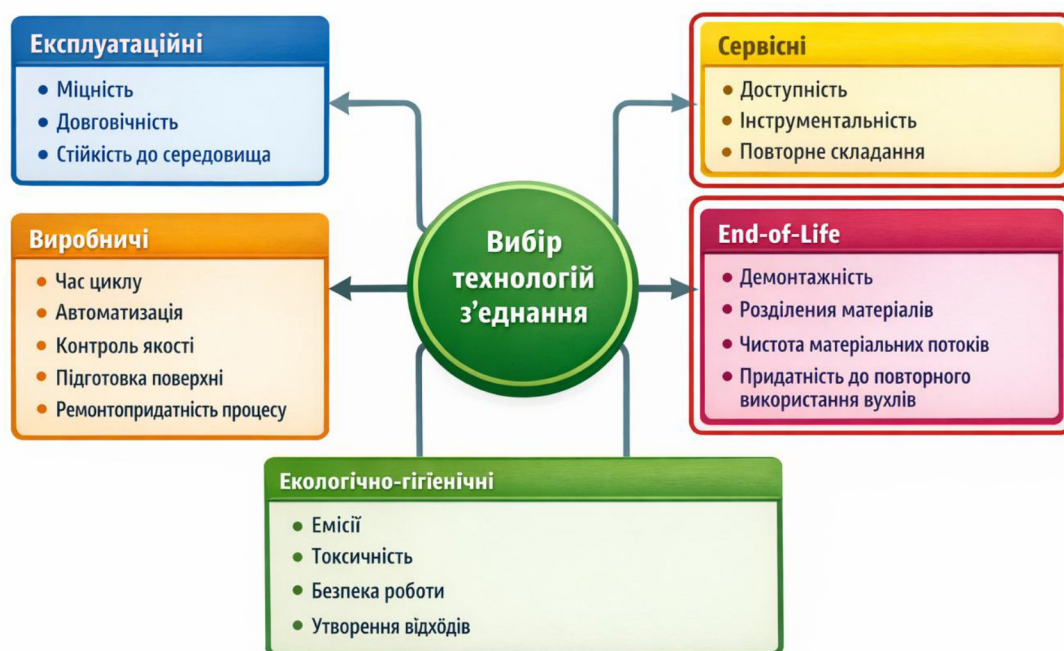 Експлуатаційні
• Міцність
• Довговічність
• Стійкість до середовища
Виробничі
• Час циклу
• Автоматизація
• Контроль якості
• Підготовка поверхні
• Ремонтопридатність процесу
Вибір
технологій
з’єднання
Сервісні
• Доступність
• Інструментальність
• Повторне складання
End-of-Life
• Демонтажність
• Розділения матеріалів
• Чистота матеріальних потоків
• Придатність до повторного
використання вухлів
Екологічно-гігієнічні
• Емісії
• Токсичність
• Безпека роботи
• Утворення відхöдів